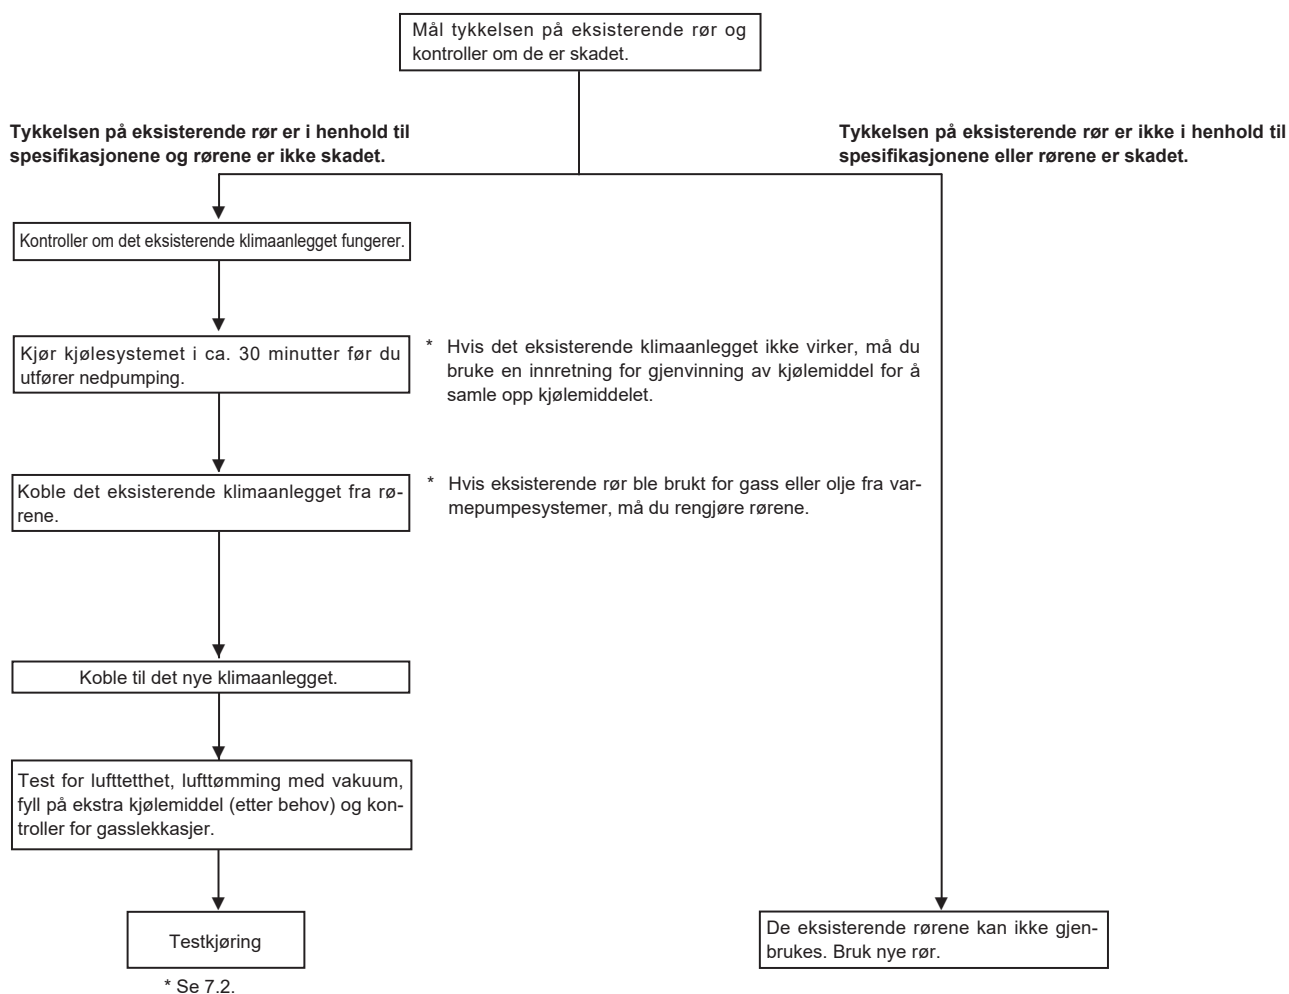 Mål tykkelsen på eksisterende rør og
kontroller om de er skadet.
Tykkelsen på eksisterende rør er i henhold til
spesifikasjonene og rørene er ikke skadet.
Tykkelsen på eksisterende rør er ikke i henhold til
spesifikasjonene eller rørene er skadet.
Kontroller om det eksisterende klimaanlegget fungerer.
Kjør kjølesystemet i ca. 30 minutter før du
utfører nedpumping.
* Hvis det eksisterende klimaanlegget ikke virker, må du
bruke en innretning for gjenvinning av kjølemiddel for å
samle opp kjølemiddelet.
Koble det eksisterende klimaanlegget fra rø-
rene.
* Hvis eksisterende rør ble brukt for gass eller olje fra var-
mepumpesystemer, må du rengjøre rørene.
Koble til det nye klimaanlegget.
Test for lufttetthet, lufttømming med vakuum,
fyll på ekstra kjølemiddel (etter behov) og kon-
troller for gasslekkasjer.
Testkjøring
* Se 7.2.
De eksisterende rørene kan ikke gjen-
brukes. Bruk nye rør.